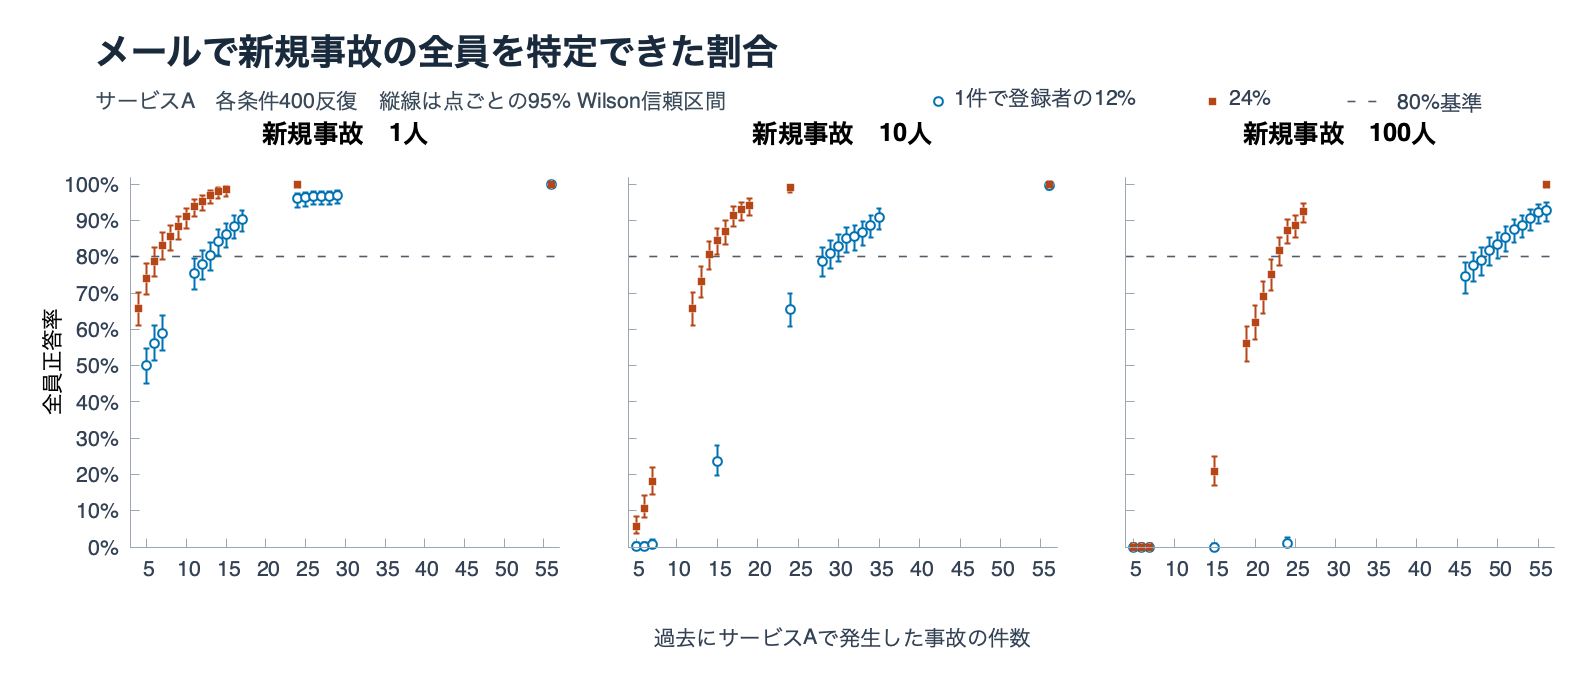 メールで新規事故の全員を特定できた割合
サービスA　各条件400反復　縦線は点ごとの95% Wilson信頼区間
1件で登録者の12%
24%
80%基準
新規事故　1人
新規事故　10人
新規事故　100人
全員正答率
100%
90%
80%
70%
60%
50%
40%
30%
20%
10%
0%
5 10 15 20 25 30 35 40 45 50 55
5 10 15 20 25 30 35 40 45 50 55
5 10 15 20 25 30 35 40 45 50 55
過去にサービスAで発生した事故の件数